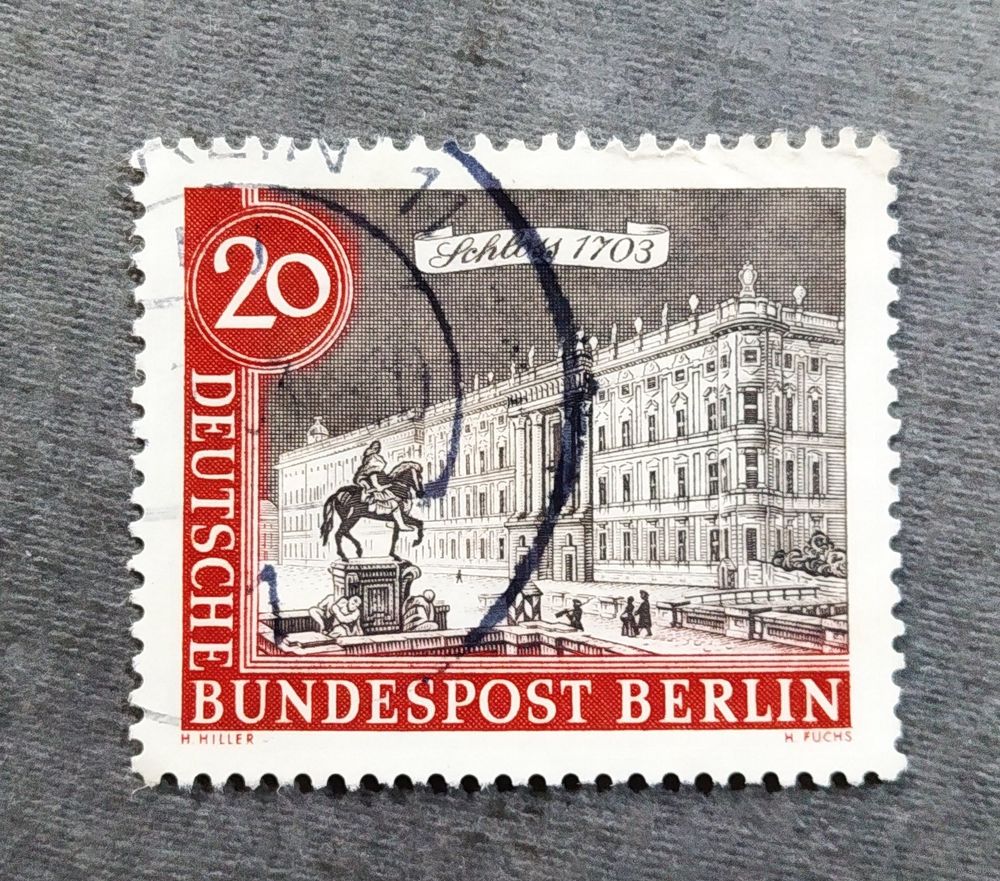 Schloss 1703
20
DEUTSCHE
BUNDESPOST BERLIN
H. HILLER
H. FUCHS